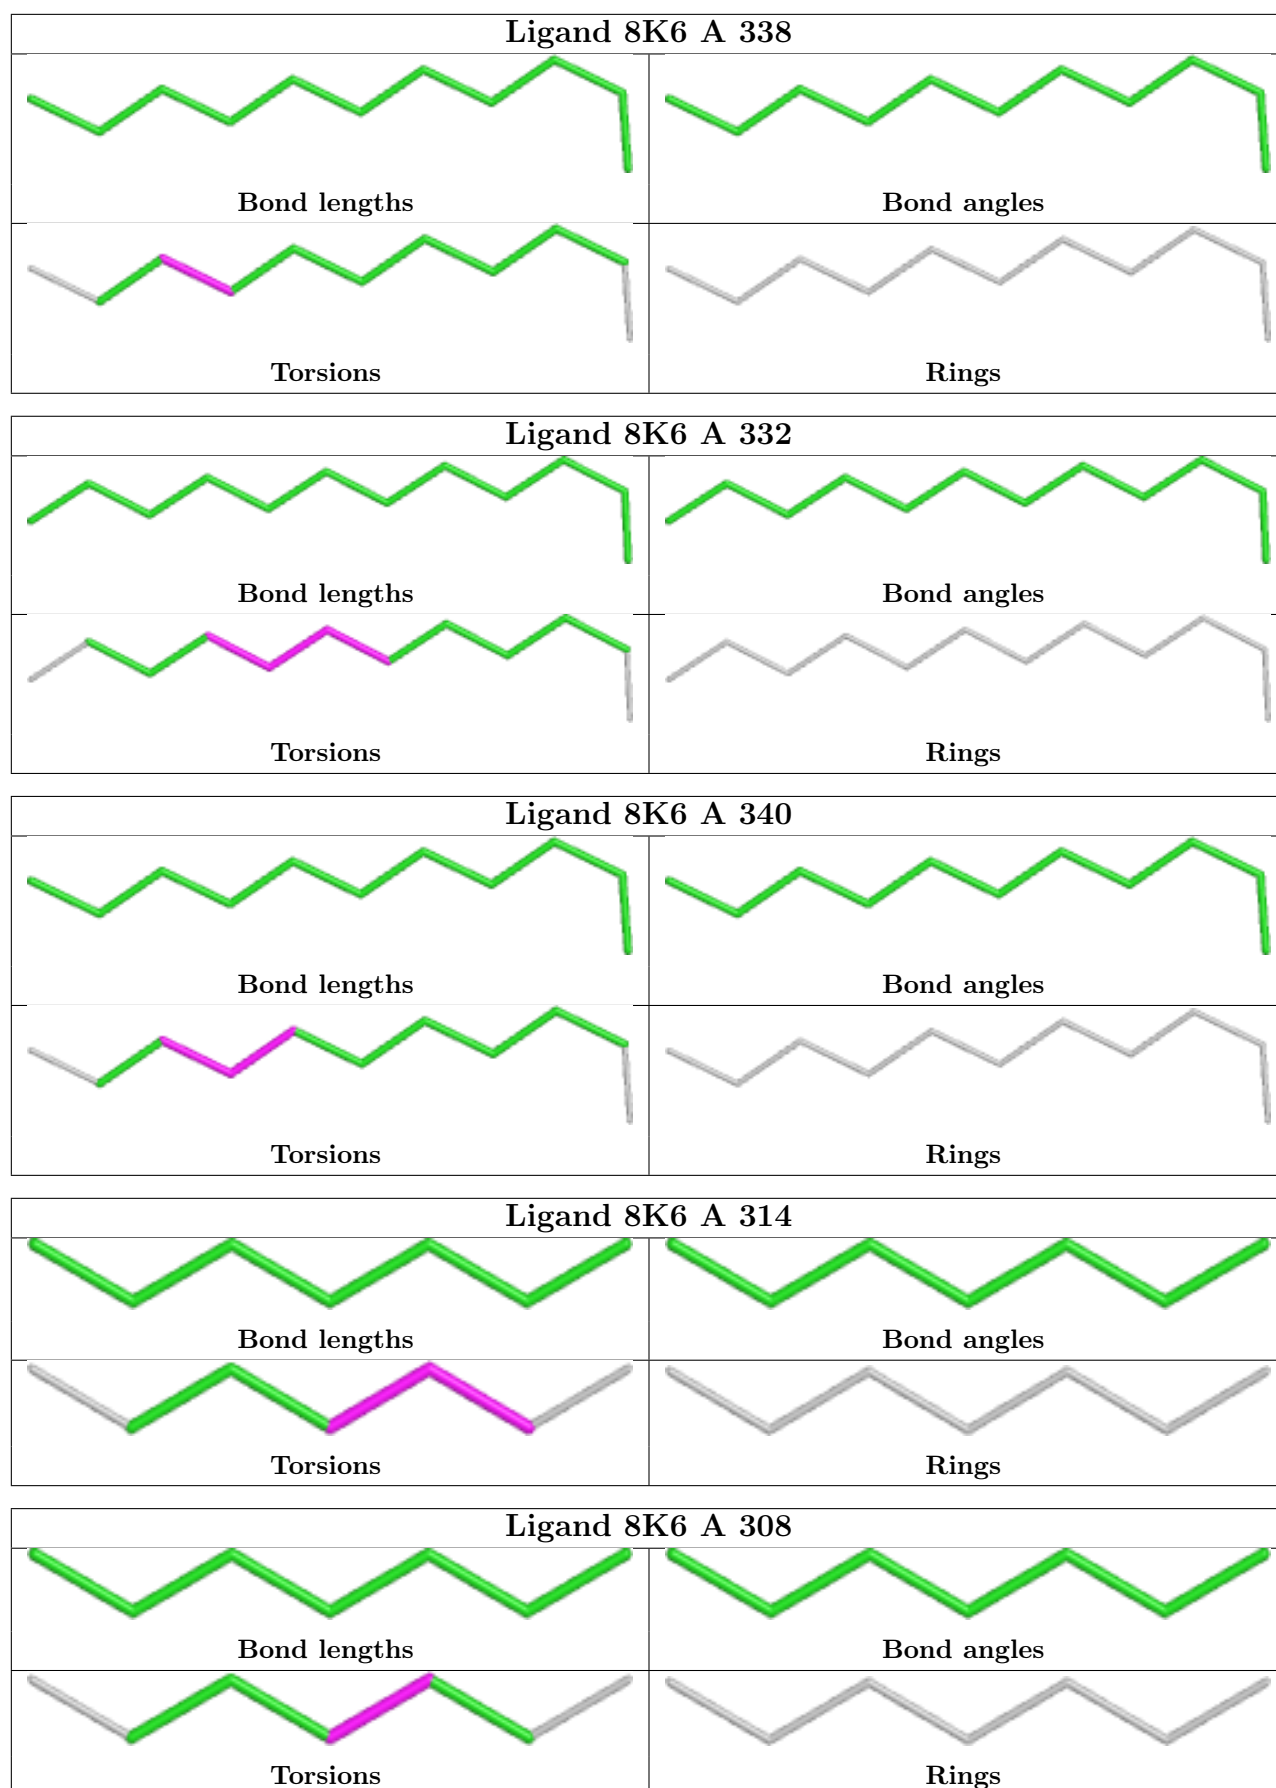 Ligand 8K6 A 338
Bond lengths
Bond angles
Torsions
Rings
Ligand 8K6 A 332
Bond lengths
Bond angles
Torsions
Rings
Ligand 8K6 A 340
Bond lengths
Bond angles
Torsions
Rings
Ligand 8K6 A 314
Bond lengths
Bond angles
Torsions
Rings
Ligand 8K6 A 308
Bond lengths
Bond angles
Torsions
Rings